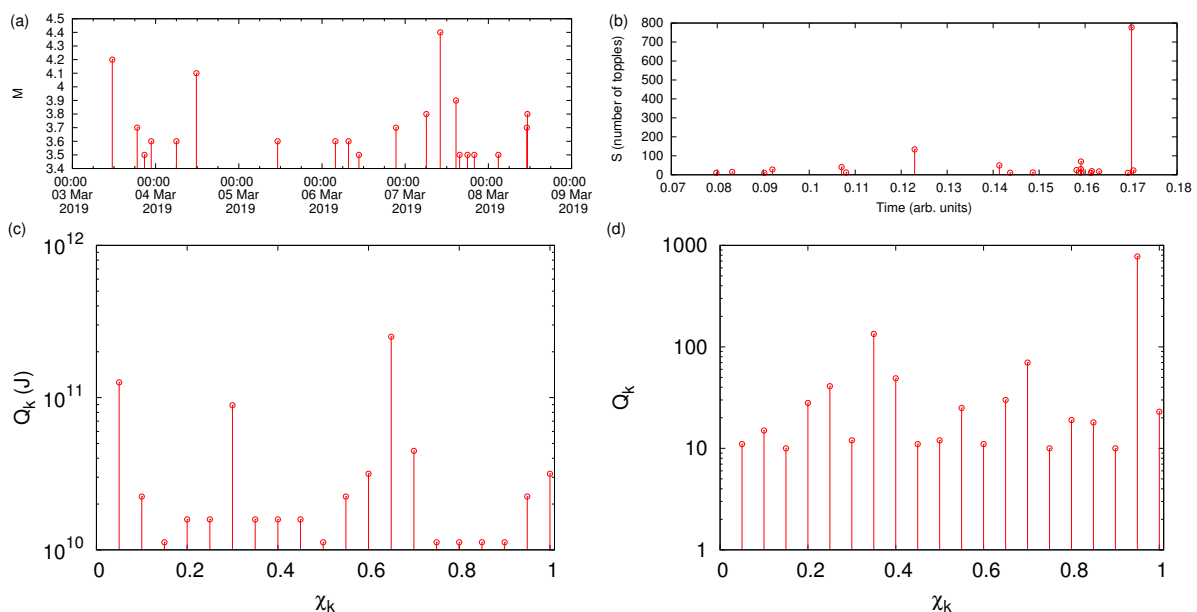 (a)
M
4.5
4.4
4.3
4.2
4.1
4
3.9
3.8
3.7
3.6
3.5
3.4
00:00 00:00 00:00 00:00 00:00 00:00 00:00
03 Mar 04 Mar 05 Mar 06 Mar 07 Mar 08 Mar 09 Mar
2019 2019 2019 2019 2019 2019 2019
(b)
S (number of topples)
800
700
600
500
400
300
200
100
0
0.07 0.08 0.09 0.1 0.11 0.12 0.13 0.14 0.15 0.16 0.17 0.18
Time (arb. units)
(c)
Q_k (J)
10^12
10^11
10^10
0 0.2 0.4 0.6 0.8 1
χ_k
(d)
Q_k
1000
100
10
1
0 0.2 0.4 0.6 0.8 1
χ_k